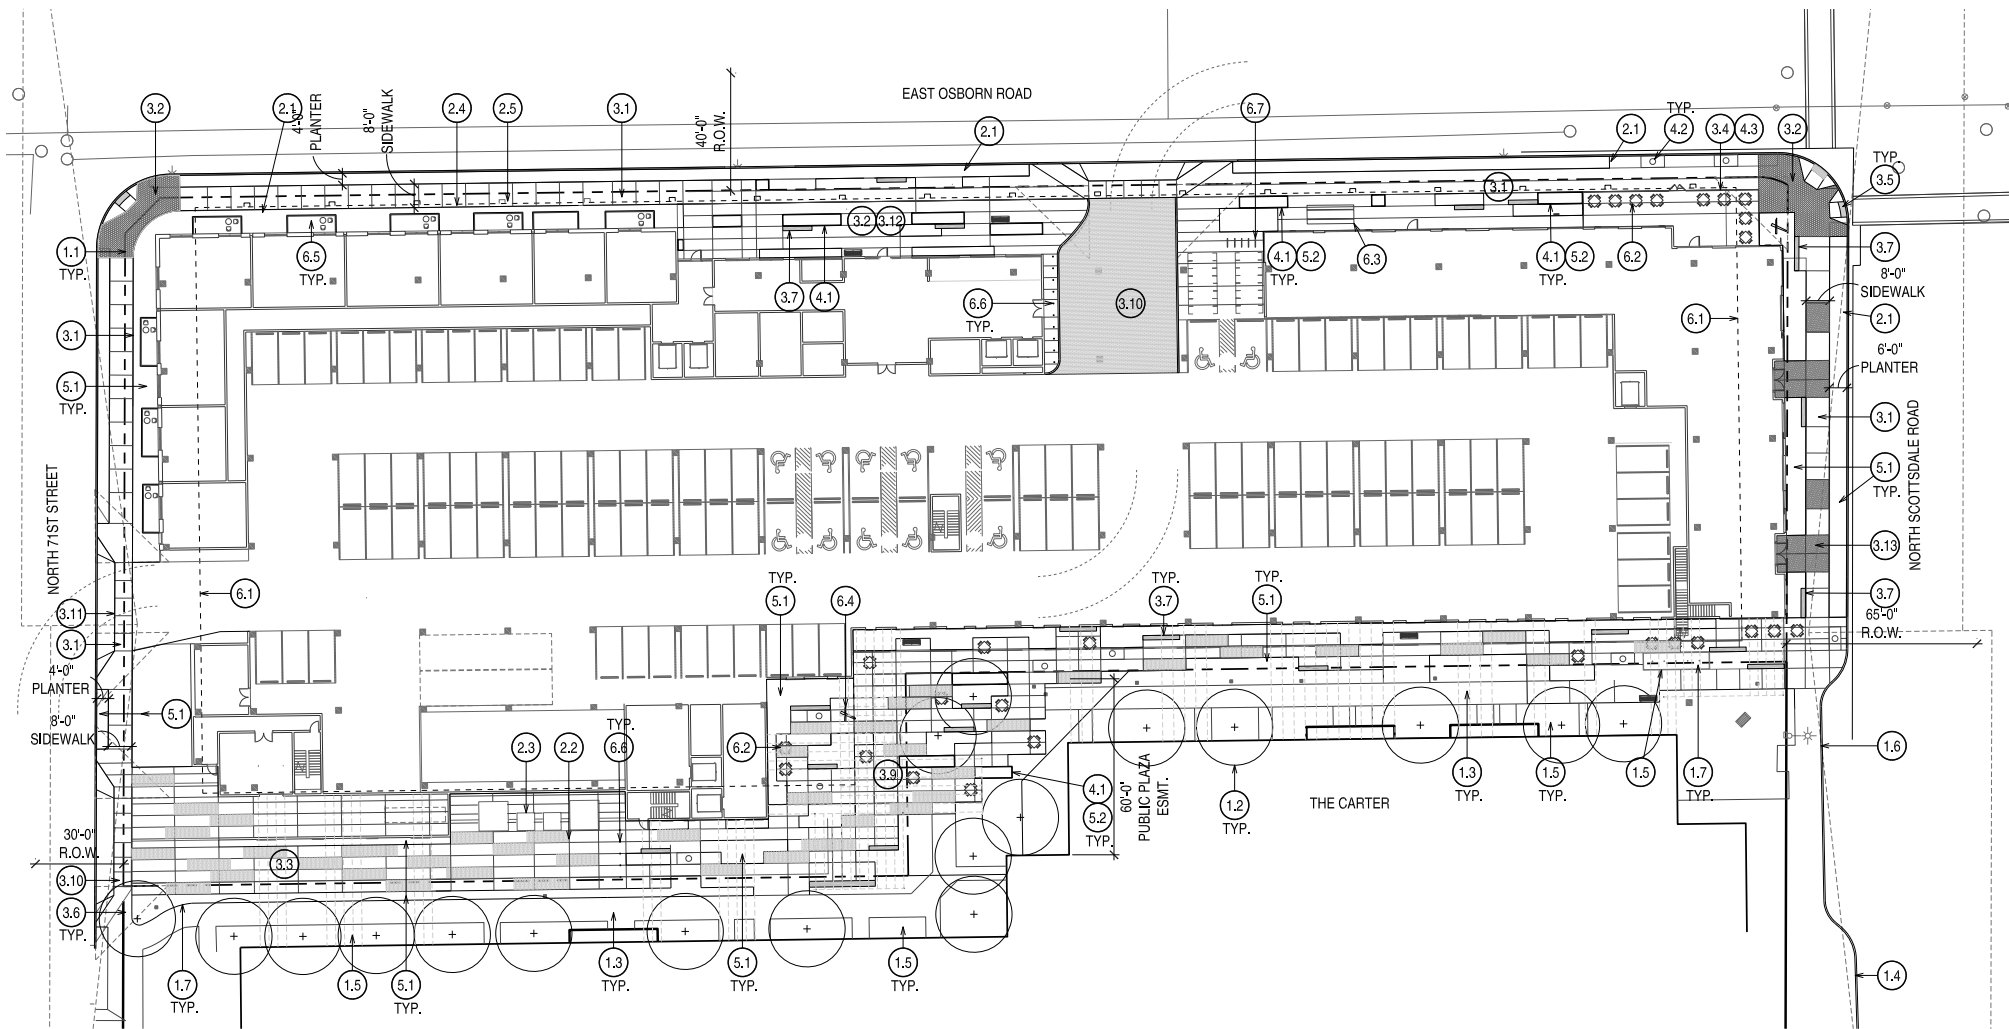 EAST OSBORN ROAD
3.2
2.1
4'-0"
PLANTER
8'-0"
SIDEWALK
2.4
2.5
3.1
40'-0"
R.O.W.
2.1
6.7
2.1
TYP.
4.2
3.4
4.3
3.2
TYP.
3.5
1.1
TYP.
6.5
TYP.
3.2
3.12
3.7
4.1
6.6
TYP.
3.10
4.1
5.2
TYP.
6.3
3.1
4.1
5.2
TYP.
6.2
3.7
8'-0"
SIDEWALK
6.1
2.1
6'-0"
PLANTER
3.1
5.1
TYP.
3.1
5.1
TYP.
NORTH SCOTTSDALE ROAD
3.13
NORTH 71ST STREET
6.1
3.11
3.1
4'-0"
PLANTER
5.1
8'-0"
SIDEWALK
TYP.
5.1
6.4
TYP.
3.7
TYP.
5.1
3.7
65'-0"
R.O.W.
2.3
2.2
TYP.
6.6
6.2
3.9
4.1
5.2
TYP.
60'-0"
PUBLIC PLAZA
ESMT.
1.2
TYP.
THE CARTER
1.3
TYP.
1.5
TYP.
1.5
1.7
TYP.
1.6
30'-0"
R.O.W.
3.3
3.10
3.6
TYP.
1.7
TYP.
1.5
5.1
TYP.
1.3
TYP.
5.1
TYP.
1.5
TYP.
1.4